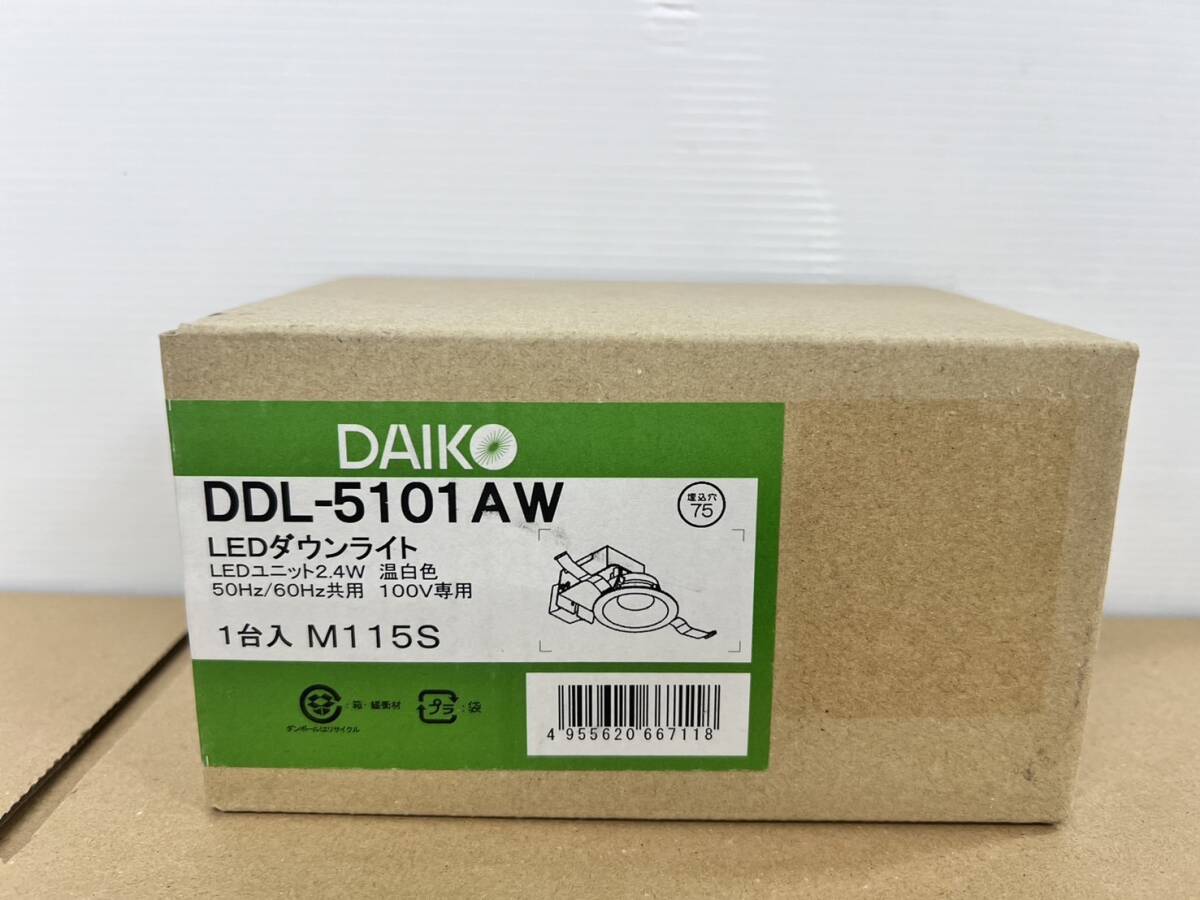 DAIKO
DDL-5101AW
埋込穴
75
LEDダウンライト
LEDユニット2.4W 温白色
50Hz/60Hz共用 100V専用
1台入 M115S
:箱・緩衝材
プラ:袋
ダンボールはリサイクル
4 955620 667118